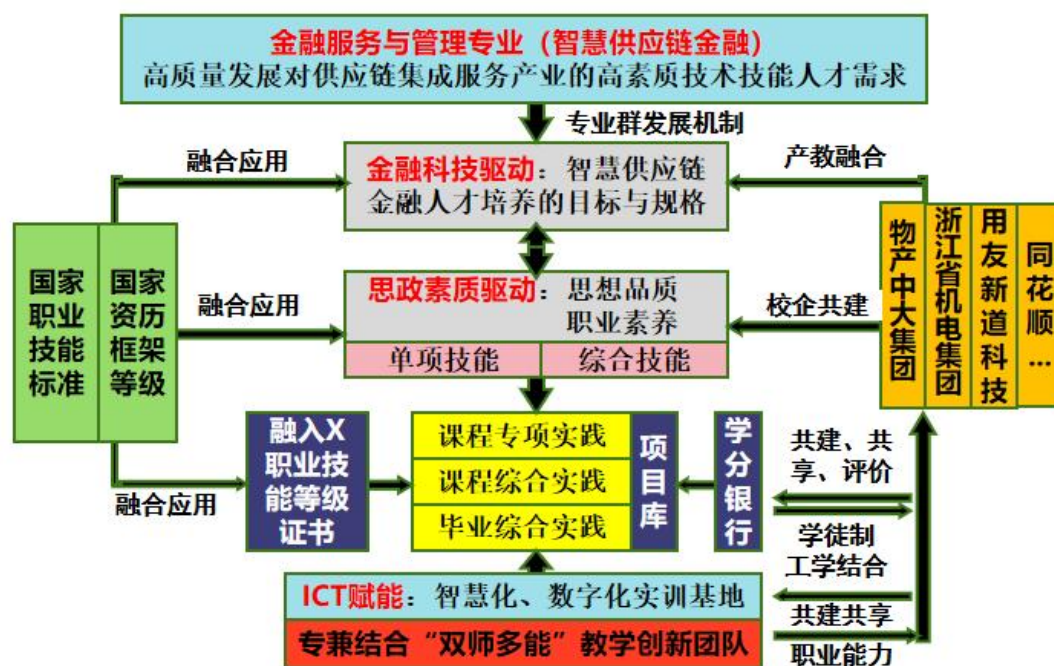 金融服务与管理专业（智慧供应链金融）
高质量发展对供应链集成服务产业的高素质技术技能人才需求
专业群发展机制
融合应用
金融科技驱动：智慧供应链
金融人才培养的目标与规格
产教融合
国家
职业
技能
标准
国家
资历
框架
等级
融合应用
思政素质驱动：思想品质
职业素养
单项技能
综合技能
校企共建
物产中大集团
浙江省机电集团
用友新道科技
同花顺...
融合应用
融入X
职业技
能等级
证书
课程专项实践
课程综合实践
毕业综合实践
项目库
学分银行
共建、共
享、评价
学徒制
工学结合
ICT赋能：智慧化、数字化实训基地
专兼结合“双师多能”教学创新团队
共建共享
职业能力